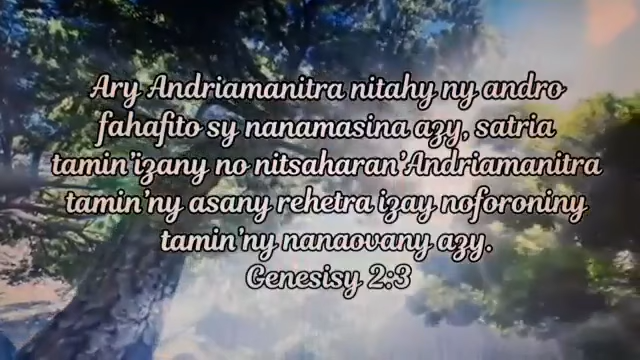 Ary Andriamanitra nitahy ny andro
fahafito sy nanamasina azy, satria
tamin'izany no nitsaharan'Andriamanitra
tamin'ny asany rehetra izay noforoniny
tamin'ny nanaovany azy.
Genesisy 2:3